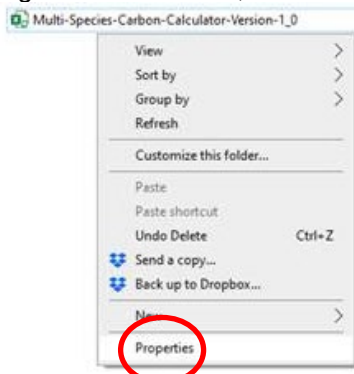 Multi-Species-Carbon-Calculator-Version-1_0
View
Sort by
Group by
Refresh
Customize this folder...
Paste
Paste shortcut
Undo Delete Ctrl+Z
Send a copy...
Back up to Dropbox...
New
Properties